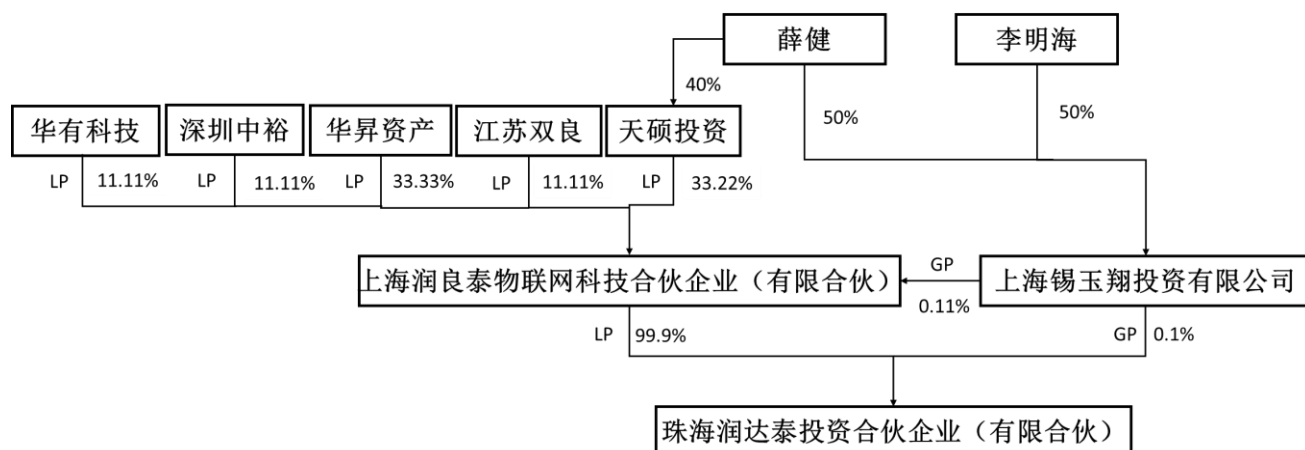 薛健
李明海
40%
50%
50%
华有科技
深圳中裕
华昇资产
江苏双良
天硕投资
LP
11.11%
LP
11.11%
LP
33.33%
LP
11.11%
LP
33.22%
上海润良泰物联网科技合伙企业（有限合伙）
GP
0.11%
上海锡玉翔投资有限公司
LP
99.9%
GP
0.1%
珠海润达泰投资合伙企业（有限合伙）